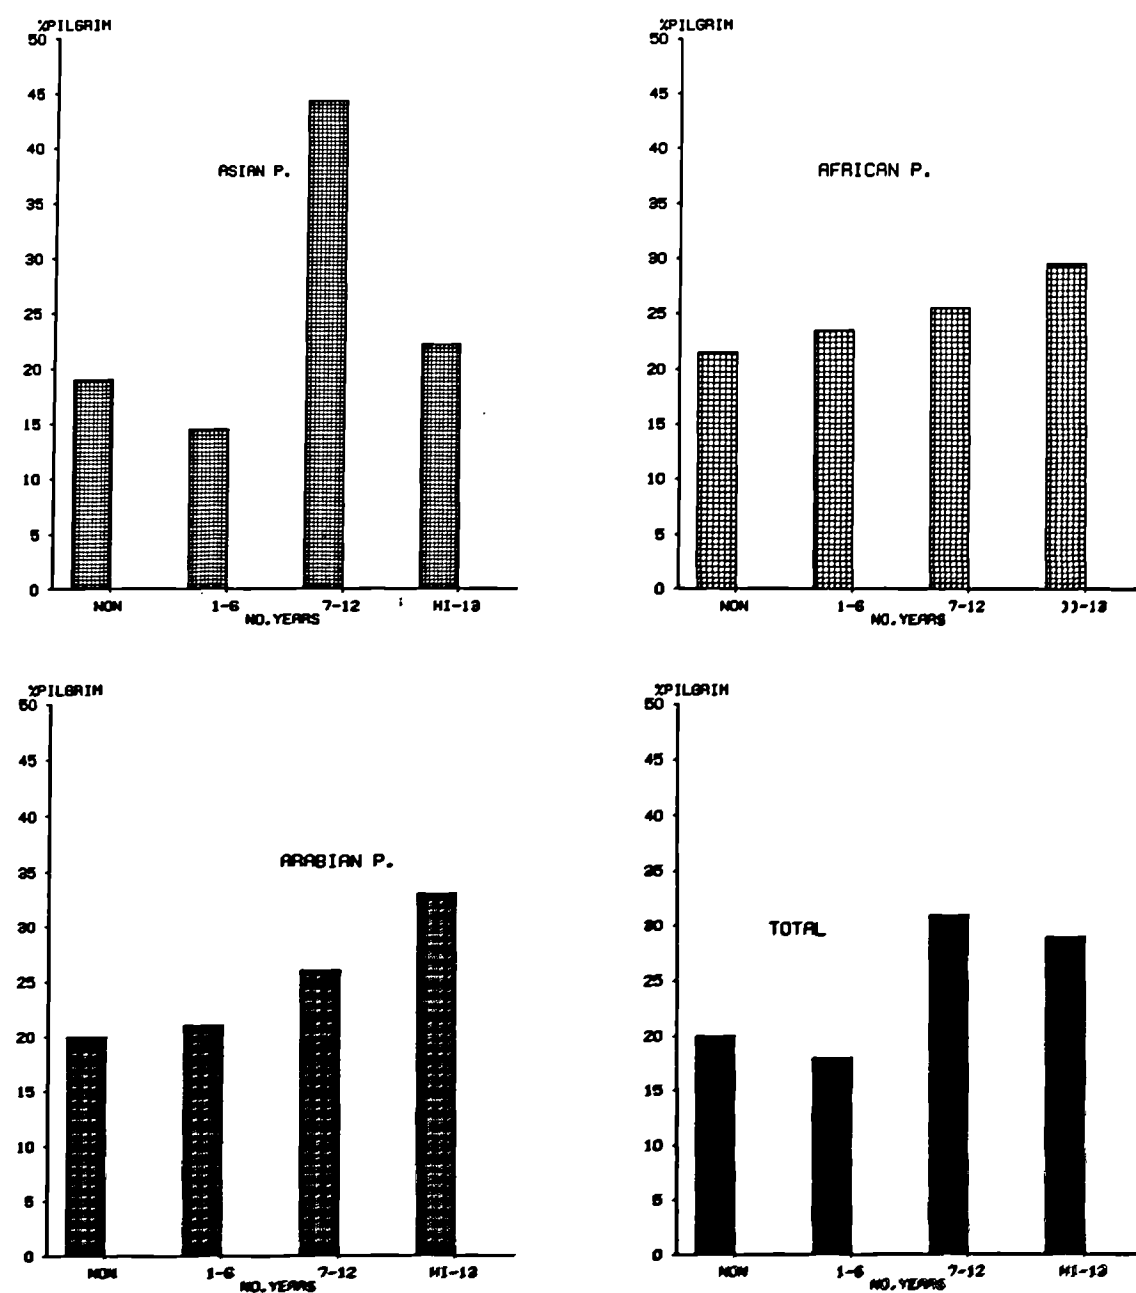 %PILGRIM
50
45
40
35
30
25
20
15
10
5
0
ASIAN P.
NON 1-6 7-12 HI-13
NO.YEARS
%PILGRIM
50
45
40
35
30
25
20
15
10
5
0
AFRICAN P.
NON 1-6 7-12 ))-13
NO.YEARS
%PILGRIM
50
45
40
35
30
25
20
15
10
5
0
ARABIAN P.
NON 1-6 7-12 HI-13
NO.YEARS
%PILGRIM
50
45
40
35
30
25
20
15
10
5
0
TOTAL
NON 1-6 7-12 HI-13
NO.YEARS